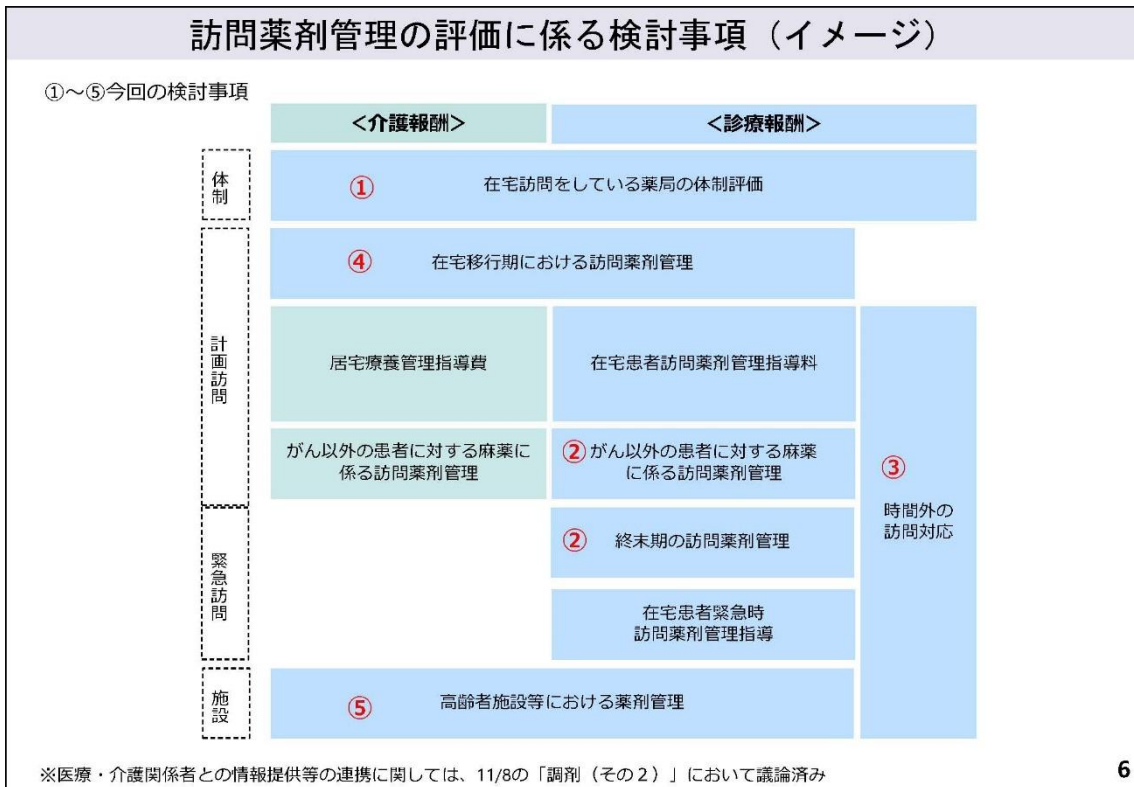 訪問薬剤管理の評価に係る検討事項（イメージ）
①～⑤今回の検討事項
＜介護報酬＞
＜診療報酬＞
体制
①
在宅訪問をしている薬局の体制評価
計画訪問
④
在宅移行期における訪問薬剤管理
居宅療養管理指導費
在宅患者訪問薬剤管理指導料
がん以外の患者に対する麻薬に
係る訪問薬剤管理
②がん以外の患者に対する麻薬
に係る訪問薬剤管理
③
時間外の
訪問対応
緊急訪問
②
終末期の訪問薬剤管理
在宅患者緊急時
訪問薬剤管理指導
施設
⑤
高齢者施設等における薬剤管理
※医療・介護関係者との情報提供等の連携に関しては、11/8の「調剤（その２）」において議論済み
6